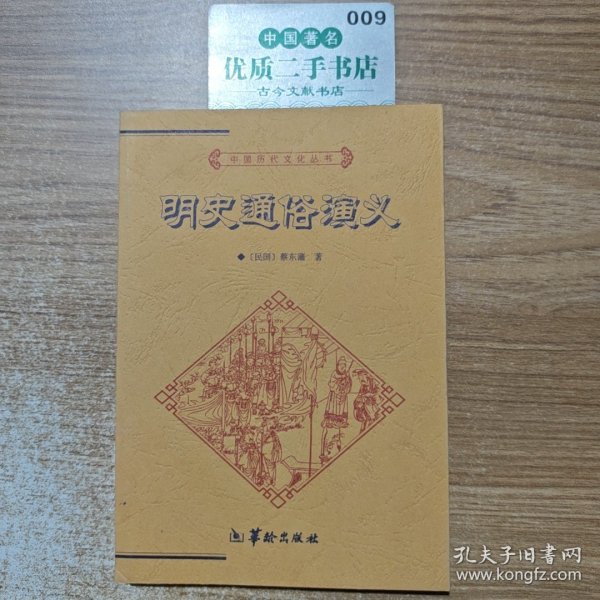 009
中国著名
优质二手书店
古今文献书店
中国历代文化丛书
明史通俗演义
◆〔民国〕蔡东藩 著
华龄出版社
孔夫子旧书网
www.kongfz.com